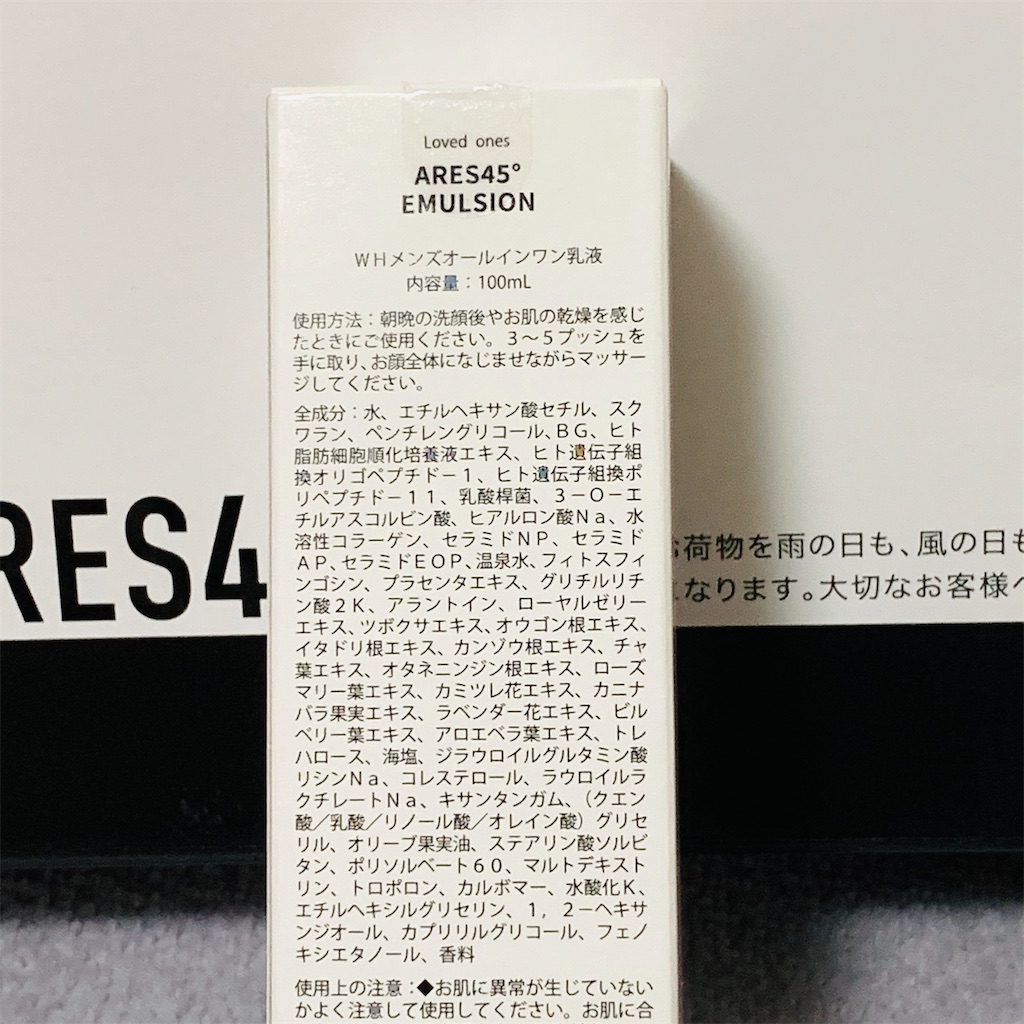 Loved ones
ARES45°
EMULSION
WHメンズオールインワン乳液
内容量：100mL
使用方法：朝晩の洗顔後やお肌の乾燥を感じ
たときにご使用ください。3～5プッシュを
手に取り、お顔全体になじませながらマッサー
ジしてください。
全成分：水、エチルヘキサン酸セチル、スク
ワラン、ペンチレングリコール、BG、ヒト
脂肪細胞順化培養液エキス、ヒト遺伝子組
換オリゴペプチド－1、ヒト遺伝子組換ポ
リペプチド－11、乳酸桿菌、3－O－エ
チルアスコルビン酸、ヒアルロン酸Na、水
溶性コラーゲン、セラミドNP、セラミド
AP、セラミドEOP、温泉水、フィトスフィ
ンゴシン、プラセンタエキス、グリチルリチ
ン酸2K、アラントイン、ローヤルゼリー
エキス、ツボクサエキス、オウゴン根エキス、
イタドリ根エキス、カンゾウ根エキス、チャ
葉エキス、オタネニンジン根エキス、ローズ
マリー葉エキス、カミツレ花エキス、カニナ
バラ果実エキス、ラベンダー花エキス、ビル
ベリー葉エキス、アロエベラ葉エキス、トレ
ハロース、海塩、ジラウロイルグルタミン酸
リシンNa、コレステロール、ラウロイルラ
クチレートNa、キサンタンガム、（クエン
酸／乳酸／リノール酸／オレイン酸）グリセ
リル、オリーブ果実油、ステアリン酸ソルビ
タン、ポリソルベート60、マルトデキスト
リン、トロポロン、カルボマー、水酸化K、
エチルヘキシルグリセリン、1，2－ヘキサ
ンジオール、カプリリルグリコール、フェノ
キシエタノール、香料
使用上の注意：◆お肌に異常が生じていない
かよく注意して使用してください。お肌に合
RES4
荷物を雨の日も、風の日も
になります。大切なお客様へ